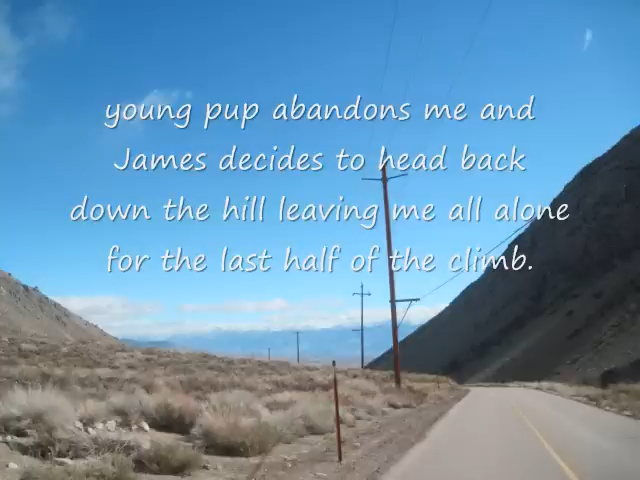 young pup abandons me and
James decides to head back
down the hill leaving me all alone
for the last half of the climb.